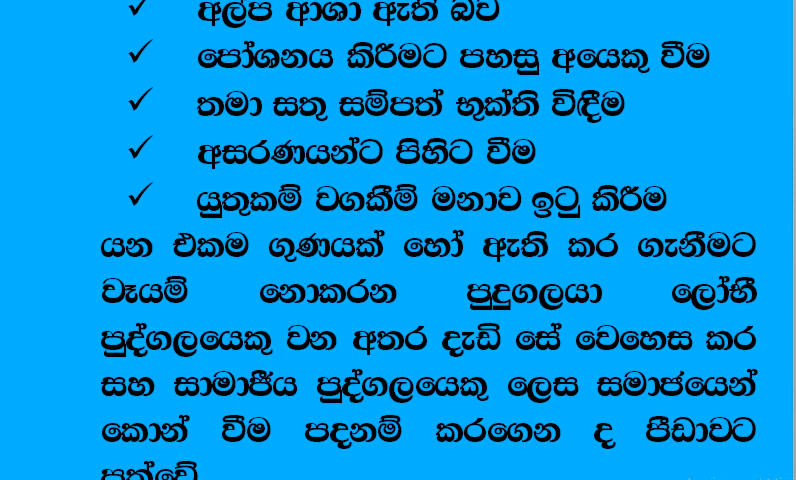 ✓ අල්ප ආශා ඇති බව
✓ පෝශනය කිරීමට පහසු අයෙකු වීම
✓ තමා සතු සම්පත් භුක්ති විඳීම
✓ අසරණයන්ට පිහිට වීම
✓ යුතුකම් වගකීම් මනාව ඉටු කිරීම
යන එකම ගුණයක් හෝ ඇති කර ගැනීමට
වෑයම් නොකරන පුදුගලයා ලෝභී
පුද්ගලයෙකු වන අතර දැඩි සේ වෙහෙස කර
සහ සාමාජීය පුද්ගලයෙකු ලෙස සමාජයෙන්
කොන් වීම පදනම් කරගෙන ද පීඩාවට
පත්වේ